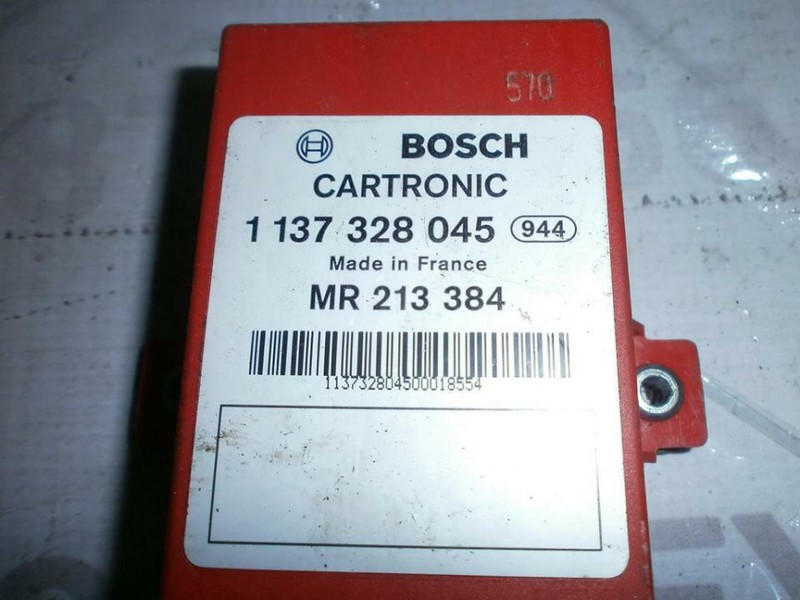 570
BOSCH
CARTRONIC
1 137 328 045 944
Made in France
MR 213 384
113732804500018554